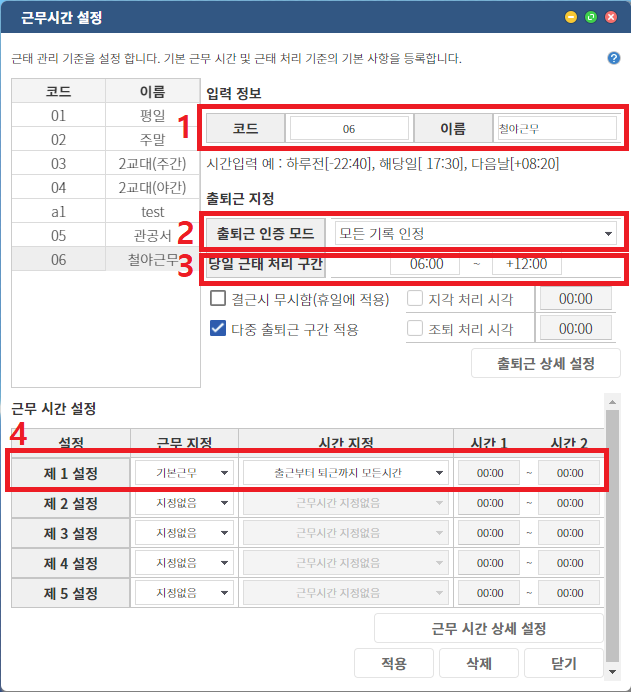 근무시간 설정
근태 관리 기준을 설정 합니다. 기본 근무 시간 및 근태 처리 기준의 기본 사항을 등록합니다. ?
코드 이름
01 평일
02 주말
03 2교대(주간)
04 2교대(야간)
a1 test
05 관공서
06 철야근무
입력 정보
1 코드 06 이름 철야근무
시간입력 예 : 하루전[-22:40], 해당일[ 17:30], 다음날[+08:20]
출퇴근 지정
2 출퇴근 인증 모드 모든 기록 인정
3 당일 근태 처리 구간 06:00 ~ +12:00
결근시 무시함(휴일에 적용) 지각 처리 시각 00:00
다중 출퇴근 구간 적용 조퇴 처리 시각 00:00
출퇴근 상세 설정
근무 시간 설정
4
설정 근무 지정 시간 지정 시간 1 시간 2
제 1 설정 기본근무 출근부터 퇴근까지 모든시간 00:00 ~ 00:00
제 2 설정 지정없음 근무시간 지정없음 00:00 ~ 00:00
제 3 설정 지정없음 근무시간 지정없음 00:00 ~ 00:00
제 4 설정 지정없음 근무시간 지정없음 00:00 ~ 00:00
제 5 설정 지정없음 근무시간 지정없음 00:00 ~ 00:00
근무 시간 상세 설정
적용 삭제 닫기